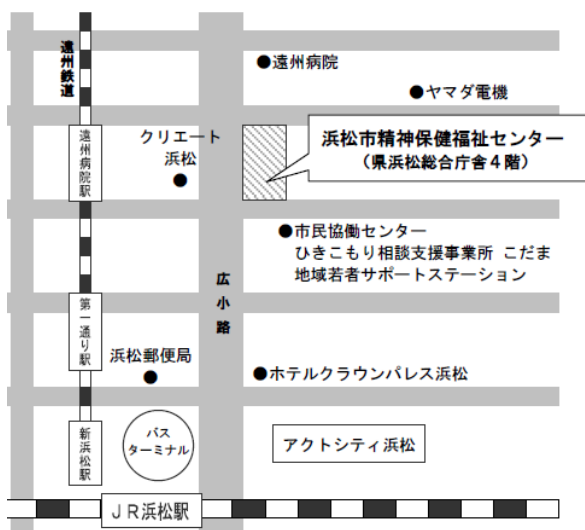 遠州鉄道
●遠州病院
●ヤマダ電機
遠州病院駅
クリエート
浜松
●
浜松市精神保健福祉センター
（県浜松総合庁舎４階）
●市民協働センター
ひきこもり相談支援事業所 こだま
地域若者サポートステーション
広小路
第一通り駅
浜松郵便局
●
●ホテルクラウンパレス浜松
新浜松駅
バス
ターミナル
アクトシティ浜松
ＪＲ浜松駅